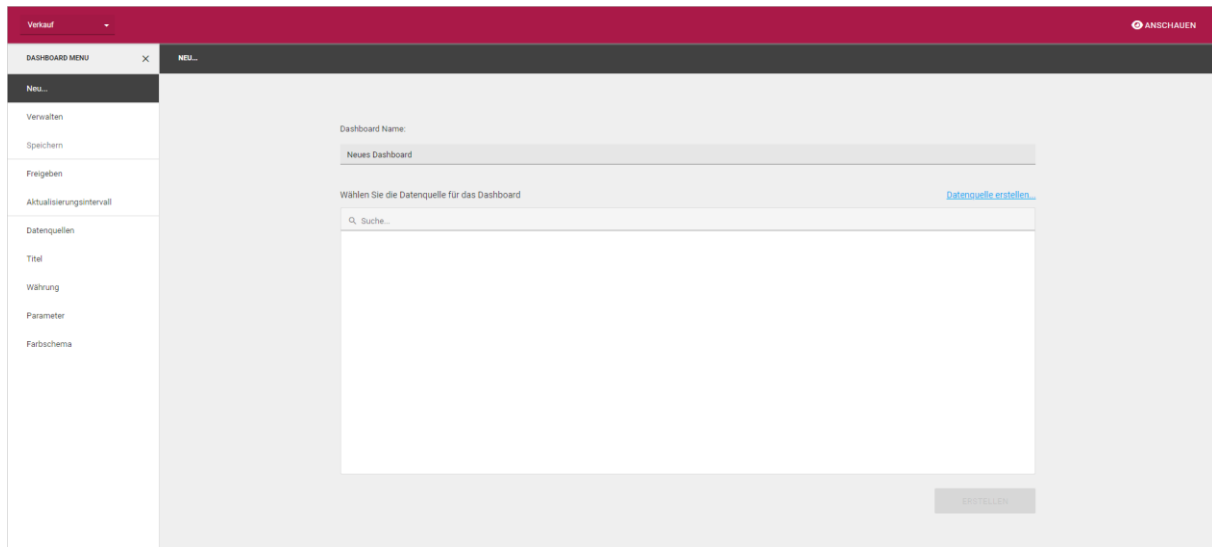 Verkauf
ANSCHAUEN
DASHBOARD MENU
NEU...
Neu...
Verwalten
Speichern
Freigeben
Aktualisierungsintervall
Datenquellen
Titel
Währung
Parameter
Farbschema
Dashboard Name:
Neues Dashboard
Wählen Sie die Datenquelle für das Dashboard
Datenquelle erstellen...
Suche...
ERSTELLEN